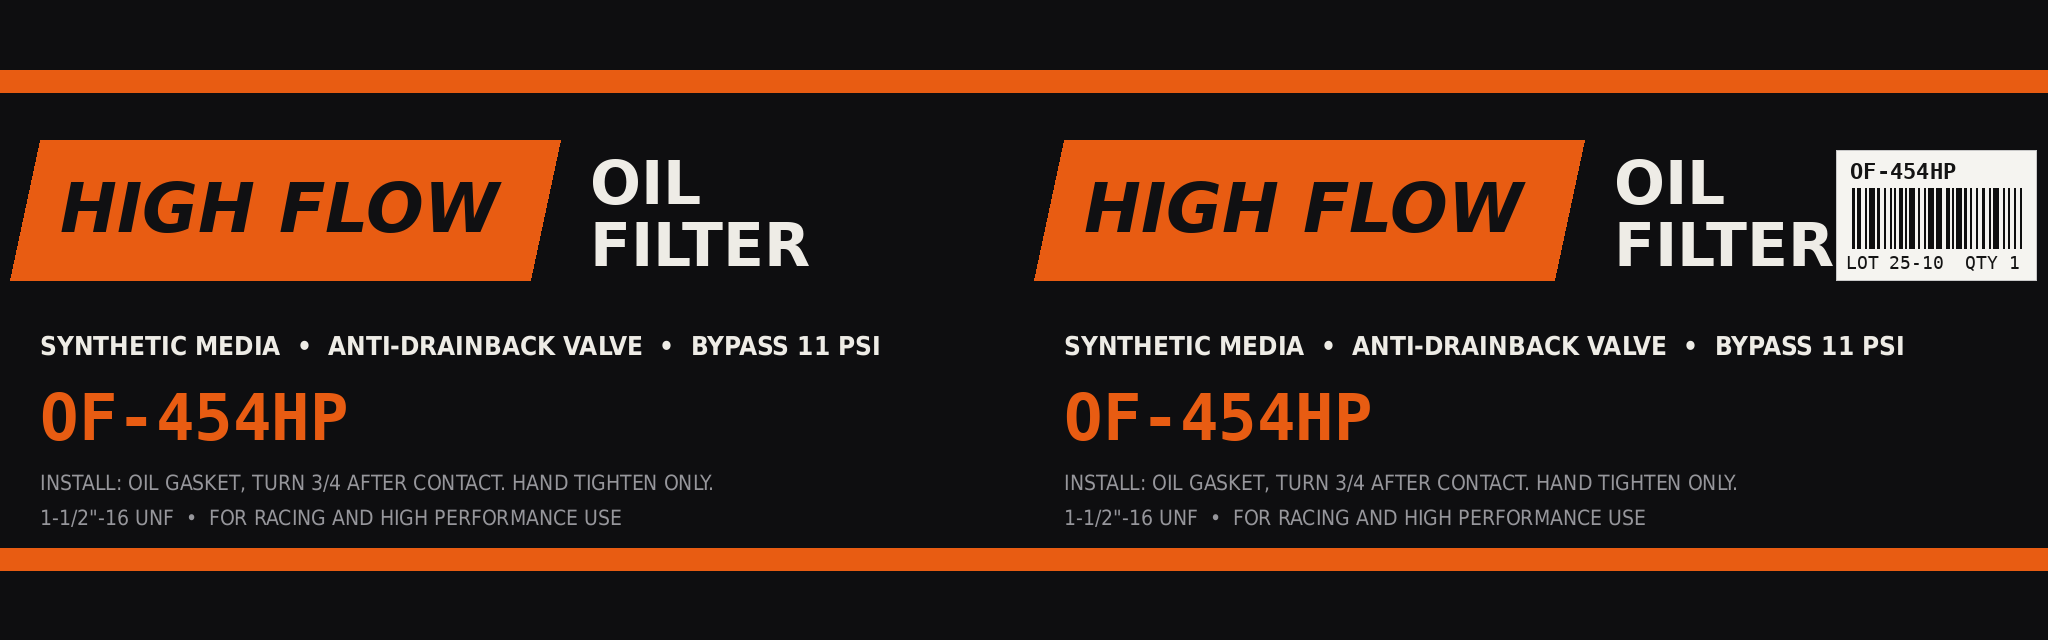 HIGH FLOW
OIL
FILTER
SYNTHETIC MEDIA • ANTI-DRAINBACK VALVE • BYPASS 11 PSI
OF-454HP
INSTALL: OIL GASKET, TURN 3/4 AFTER CONTACT. HAND TIGHTEN ONLY.
1-1/2"-16 UNF • FOR RACING AND HIGH PERFORMANCE USE
HIGH FLOW
OIL
FILTER
OF-454HP
LOT 25-10 QTY 1
SYNTHETIC MEDIA • ANTI-DRAINBACK VALVE • BYPASS 11 PSI
OF-454HP
INSTALL: OIL GASKET, TURN 3/4 AFTER CONTACT. HAND TIGHTEN ONLY.
1-1/2"-16 UNF • FOR RACING AND HIGH PERFORMANCE USE